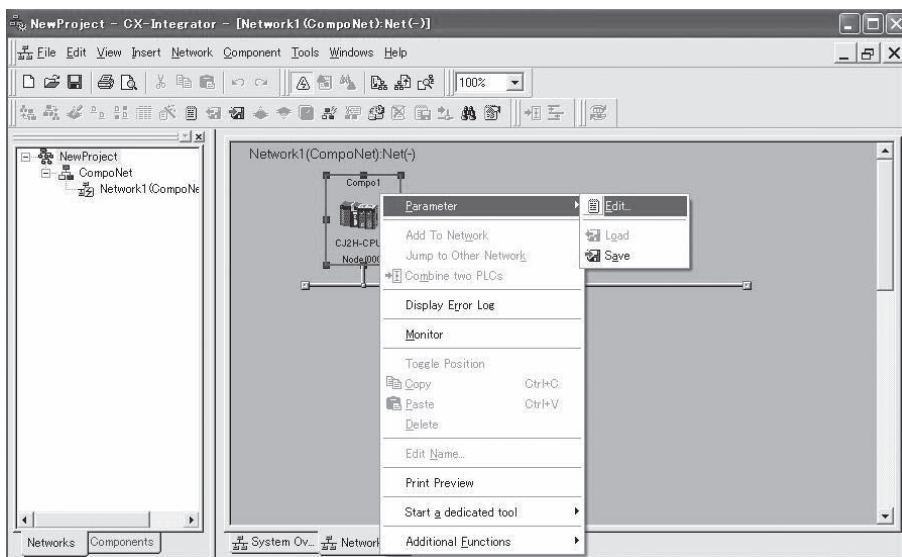 NewProject - CX-Integrator - [Network1 (CompoNet):Net(-)]
File Edit View Insert Network Component Tools Windows Help
100%
NewProject
CompoNet
Network1 (CompoNe
Networks Components
Network1(CompoNet):Net(-)
Compo1
CJ2H-CPU
Node(00
Parameter
Add To Network
Jump to Other Network
Combine two PLCs
Display Error Log
Monitor
Toggle Position
Copy Ctrl+C
Paste Ctrl+V
Delete
Edit Name...
Print Preview
Start a dedicated tool
Additional Functions
Edit...
Load
Save
System Ov... Network